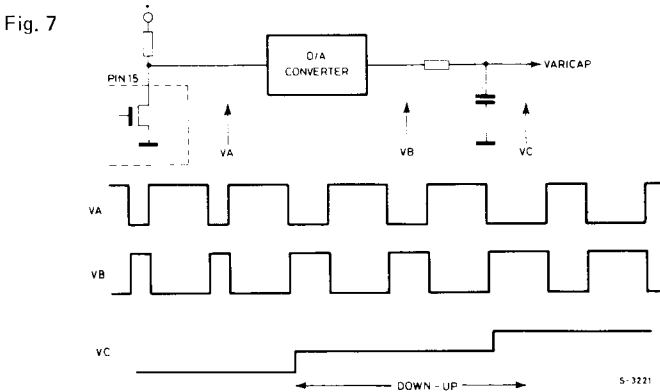 Fig. 7
D/A
CONVERTER
VARICAP
PIN 15
VA
VB
VC
VA
VB
VC
DOWN-UP
S-3221